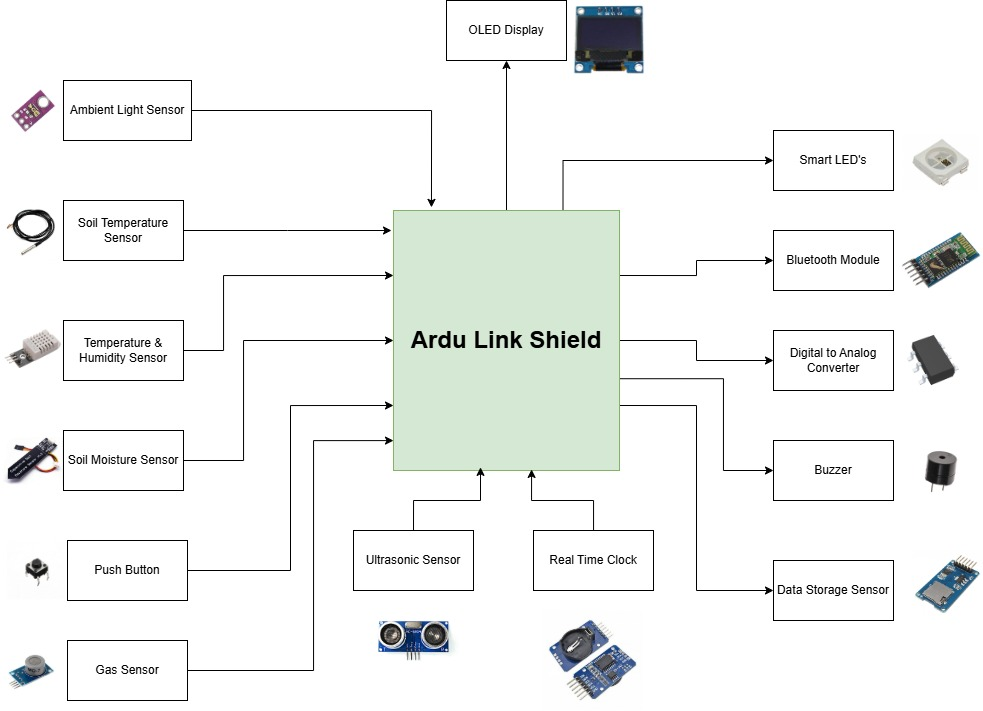 OLED Display
Ambient Light Sensor
Smart LED's
Soil Temperature
Sensor
Bluetooth Module
Temperature &
Humidity Sensor
Ardu Link Shield
Digital to Analog
Converter
Soil Moisture Sensor
Buzzer
Push Button
Ultrasonic Sensor
Real Time Clock
Data Storage Sensor
Gas Sensor